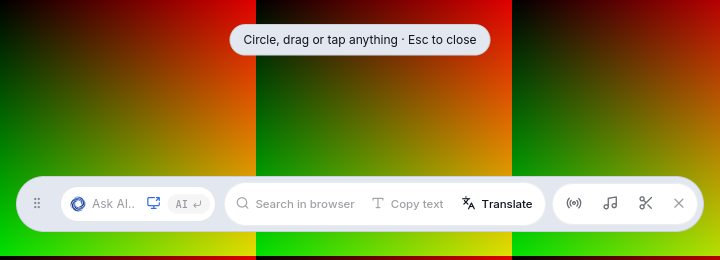 Circle, drag or tap anything · Esc to close
Ask AI.. AI Search in browser Copy text Translate